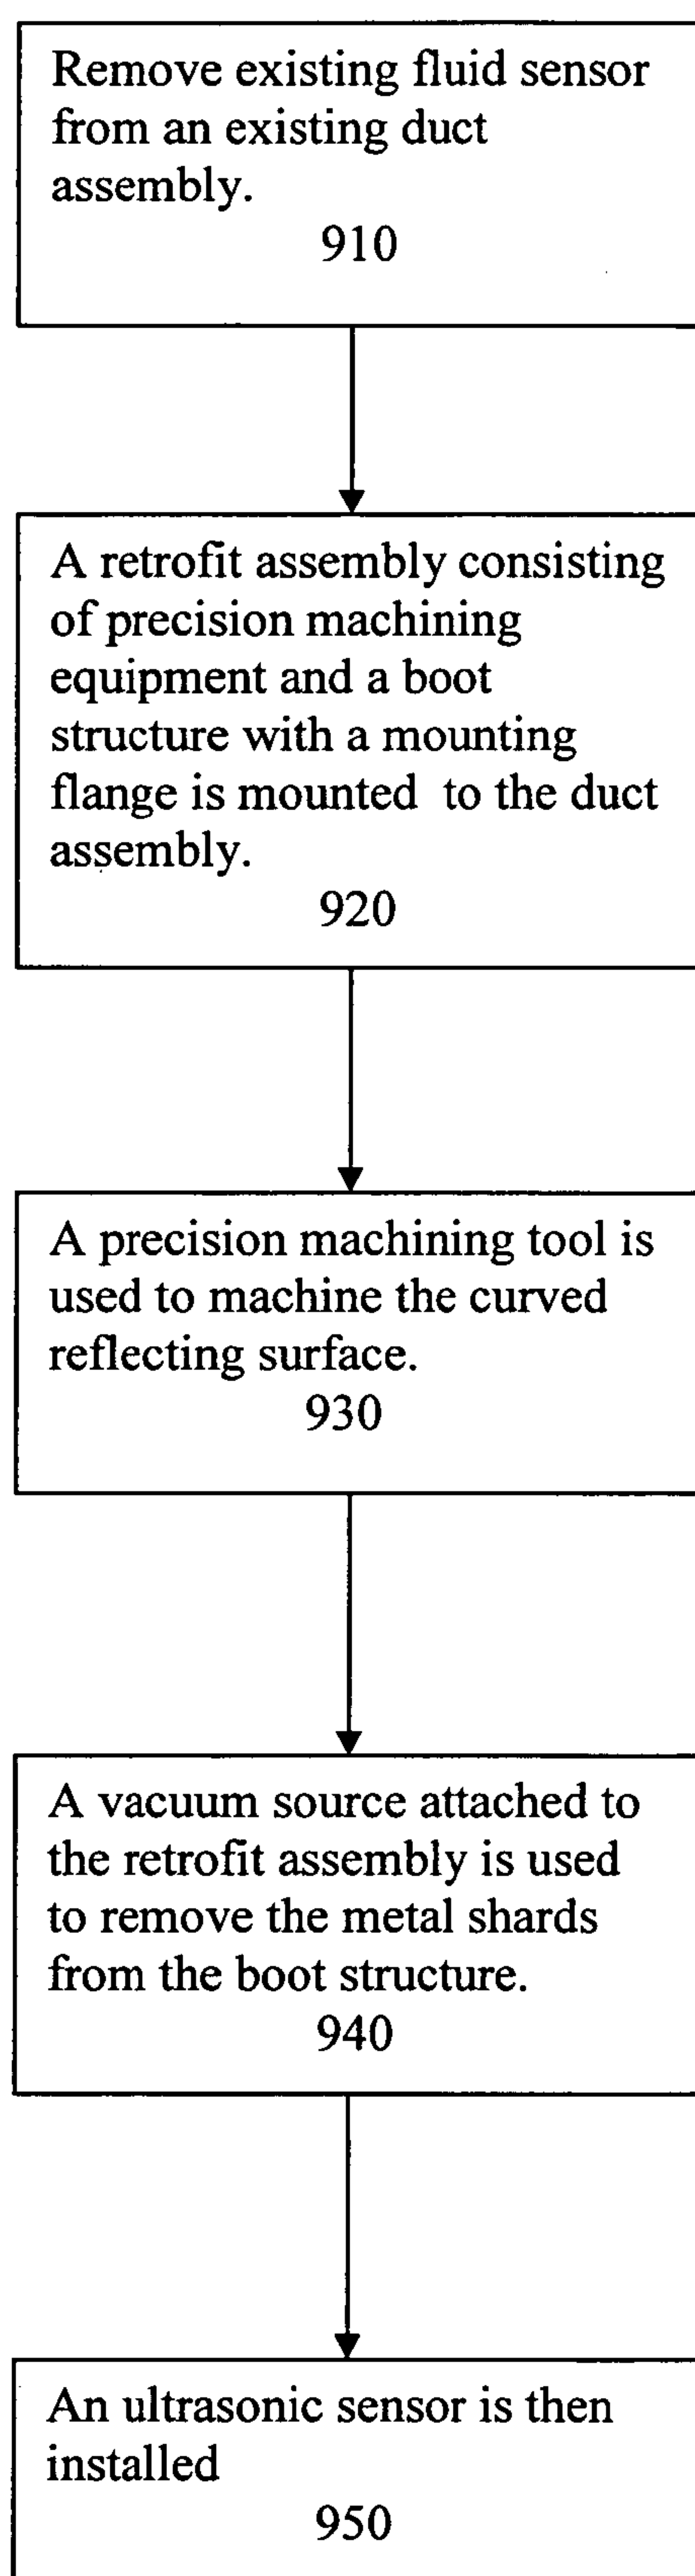 Remove existing fluid sensor
from an existing duct
assembly.
910
A retrofit assembly consisting
of precision machining
equipment and a boot
structure with a mounting
flange is mounted to the duct
assembly.
920
A precision machining tool is
used to machine the curved
reflecting surface.
930
A vacuum source attached to
the retrofit assembly is used
to remove the metal shards
from the boot structure.
940
An ultrasonic sensor is then
installed
950